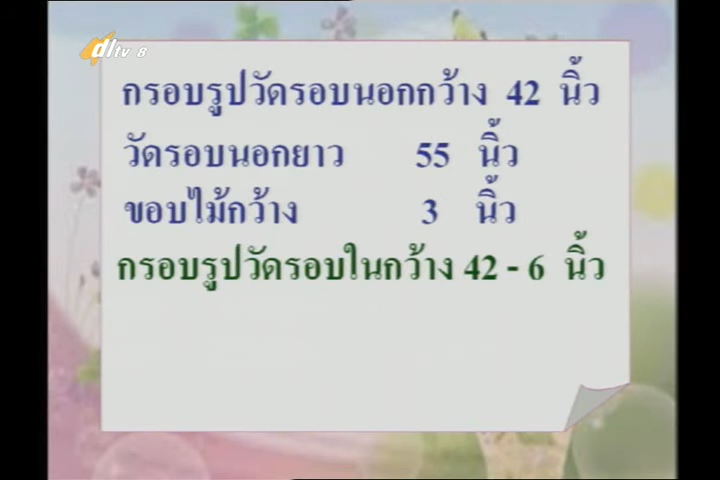 dltv 8
กรอบรูปวัดรอบนอกกว้าง 42 นิ้ว
วัดรอบนอกยาว 55 นิ้ว
ขอบไม้กว้าง 3 นิ้ว
กรอบรูปวัดรอบในกว้าง 42 - 6 นิ้ว